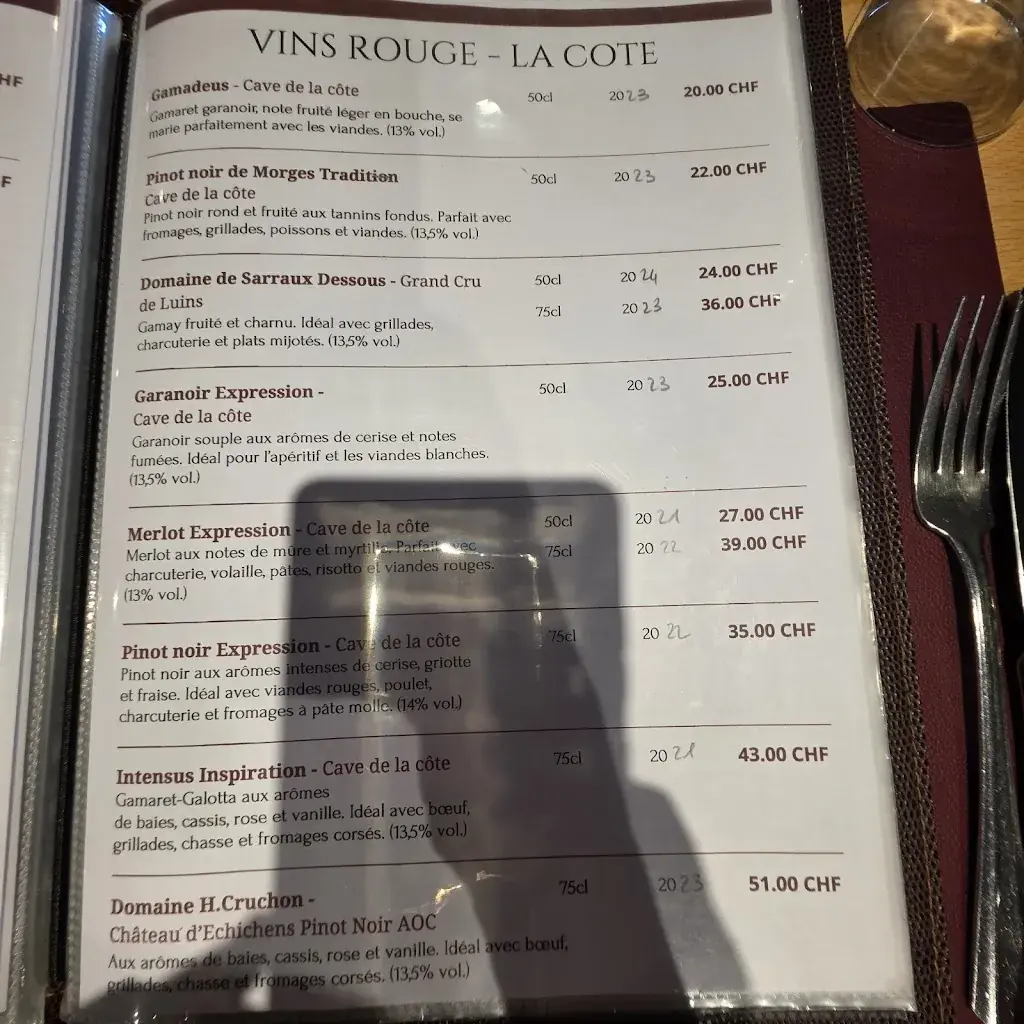 HF
F
VINS ROUGE - LA COTE
Gamadeus - Cave de la côte 50cl 2023 20.00 CHF
Gamaret garanoir, note fruité léger en bouche, se
marie parfaitement avec les viandes. (13% vol.)
Pinot noir de Morges Tradition 50cl 2023 22.00 CHF
Cave de la côte
Pinot noir rond et fruité aux tannins fondus. Parfait avec
fromages, grillades, poissons et viandes. (13,5% vol.)
Domaine de Sarraux Dessous - Grand Cru 50cl 2024 24.00 CHF
de Luins 75cl 2023 36.00 CHF
Gamay fruité et charnu. Idéal avec grillades,
charcuterie et plats mijotés. (13,5% vol.)
Garanoir Expression - 50cl 2023 25.00 CHF
Cave de la côte
Garanoir souple aux arômes de cerise et notes
fumées. Idéal pour l'apéritif et les viandes blanches.
(13,5% vol.)
Merlot Expression - Cave de la côte 50cl 2021 27.00 CHF
Merlot aux notes de mûre et myrtille. Parfait avec 75cl 2022 39.00 CHF
charcuterie, volaille, pâtes, risotto et viandes rouges.
(13% vol.)
Pinot noir Expression - Cave de la côte 75cl 2022 35.00 CHF
Pinot noir aux arômes intenses de cerise, griotte
et fraise. Idéal avec viandes rouges, poulet,
charcuterie et fromages à pâte molle. (14% vol.)
Intensus Inspiration - Cave de la côte 75cl 2021 43.00 CHF
Gamaret-Galotta aux arômes
de baies, cassis, rose et vanille. Idéal avec bœuf,
grillades, chasse et fromages corsés. (13,5% vol.)
Domaine H.Cruchon - 75cl 2023 51.00 CHF
Château d'Echichens Pinot Noir AOC
Aux arômes de baies, cassis, rose et vanille. Idéal avec bœuf,
grillades, chasse et fromages corsés. (13,5% vol.)